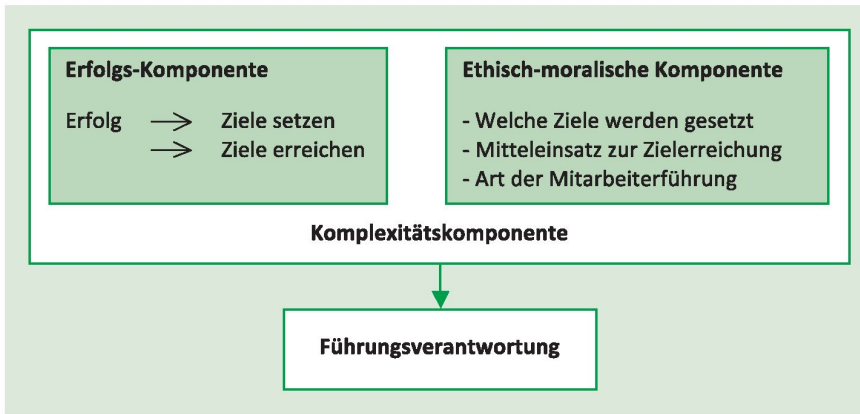 Erfolgs-Komponente
Erfolg → Ziele setzen
→ Ziele erreichen
Ethisch-moralische Komponente
- Welche Ziele werden gesetzt
- Mitteleinsatz zur Zielerreichung
- Art der Mitarbeiterführung
Komplexitätskomponente
Führungsverantwortung